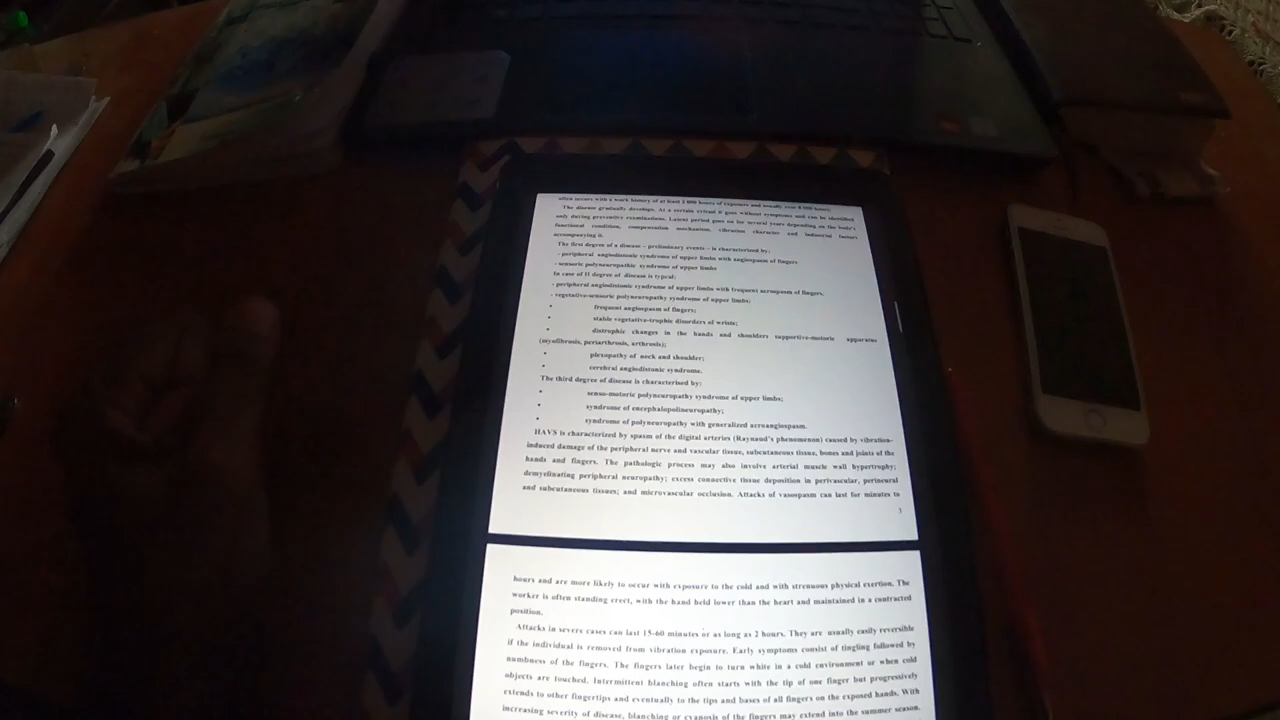 often occurs with a work history of at least 2 000 hours of exposure and usually over 8 000 hours.
The disease gradually develops. At a certain extend it goes without symptoms and can be identified
only during preventive examinations. Latent period goes on for several years depending on the body's
functional condition, compensation mechanism, vibration character and industrial factors
accompanying it.
The first degree of a disease – preliminary events – is characterized by:
- peripheral angiodistonic syndrome of upper limbs with angiospasm of fingers
- sensoric polyneuropathic syndrome of upper limbs
In case of II degree of disease is typcal:
- peripheral angiodistonic syndrome of upper limbs with frequent acrospasm of fingers,
- vegetative-sensoric polyneuropathy syndrome of upper limbs;
• frequent angiospasm of fingers;
• stable vegetative-trophic disorders of wrists;
• distrophic changes in the hands and shoulders supportive-motoric apparatus
(myofibrosis, periarthrosis, arthrosis);
• plexopathy of neck and shoulder;
• cerebral angiodistonic syndrome.
The third degree of disease is characterised by:
• senso-motoric polyneuropathy syndrome of upper limbs;
• syndrome of encephalopolineuropathy;
• syndrome of polyneuropathy with generalized acroangiospasm.
HAVS is characterized by spasm of the digital arteries (Raynaud's phenomenon) caused by vibration-
induced damage of the peripheral nerve and vascular tissue, subcutaneous tissue, bones and joints of the
hands and fingers. The pathologic process may also involve arterial muscle wall hypertrophy;
demyelinating peripheral neuropathy; excess connective tissue deposition in perivascular, perineural
and subcutaneous tissues; and microvascular occlusion. Attacks of vasospasm can last for minutes to
3
hours and are more likely to occur with exposure to the cold and with strenuous physical exertion. The
worker is often standing erect, with the hand held lower than the heart and maintained in a contracted
position.
Attacks in severe cases can last 15-60 minutes or as long as 2 hours. They are usually easily reversible
if the individual is removed from vibration exposure. Early symptoms consist of tingling followed by
numbness of the fingers. The fingers later begin to turn white in a cold environment or when cold
objects are touched. Intermittent blanching often starts with the tip of one finger but progressively
extends to other fingertips and eventually to the tips and bases of all fingers on the exposed hands. With
increasing severity of disease, blanching or cyanosis of the fingers may extend into the summer season.